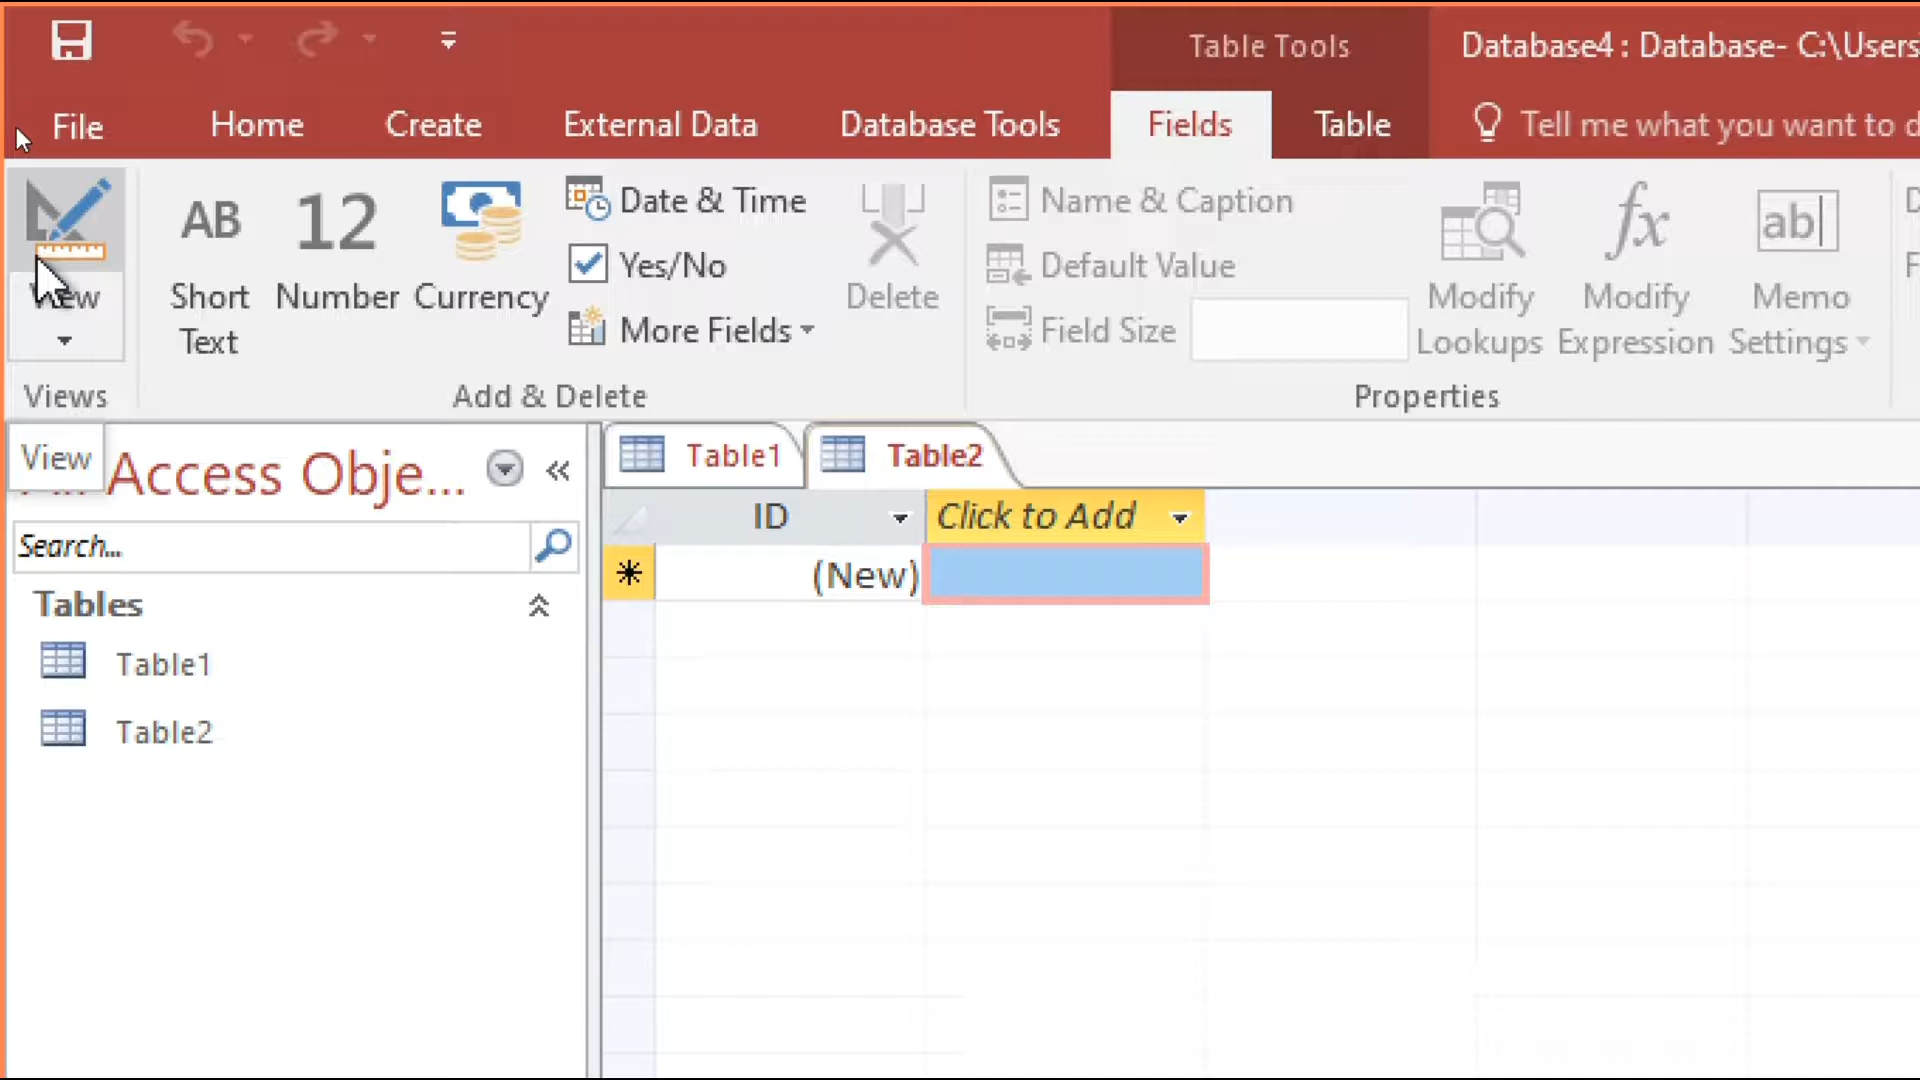 Table Tools
Database4 : Database- C:\Users
File
Home
Create
External Data
Database Tools
Fields
Table
Tell me what you want to d
View
AB
Short
Text
12
Number
Currency
Date & Time
Yes/No
More Fields
Delete
Name & Caption
Default Value
Field Size
Modify
Lookups
fx
Modify
Expression
ab|
Memo
Settings
Views
Add & Delete
Properties
View
Access Obje...
Search...
Tables
Table1
Table2
Table1
Table2
ID
Click to Add
(New)